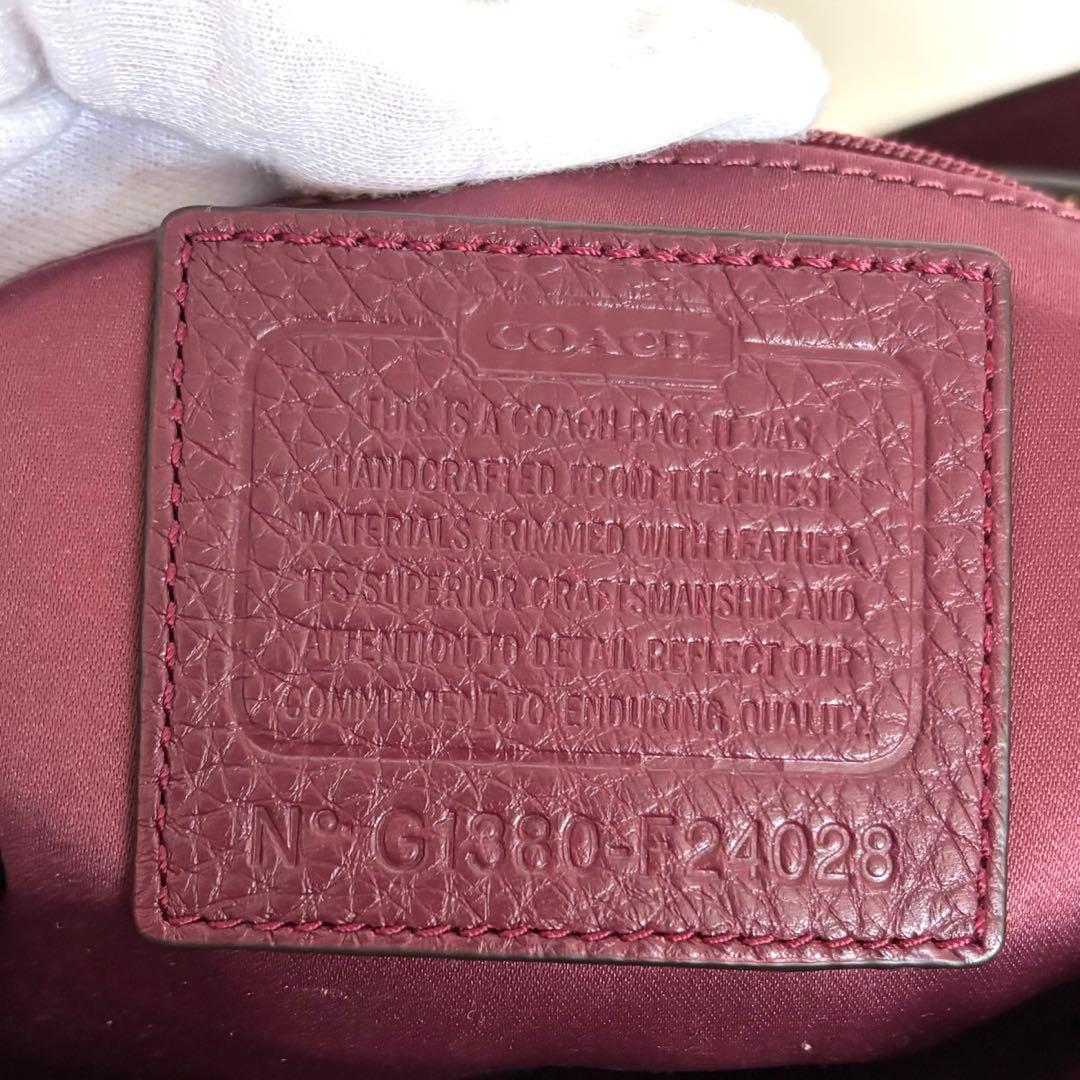 COACH
THIS IS A COACH BAG. IT WAS
HANDCRAFTED FROM THE FINEST
MATERIALS, TRIMMED WITH LEATHER.
ITS SUPERIOR CRAFTSMANSHIP AND
ATTENTION TO DETAIL REFLECT OUR
COMMITMENT TO ENDURING QUALITY.
N° G1380-F24028